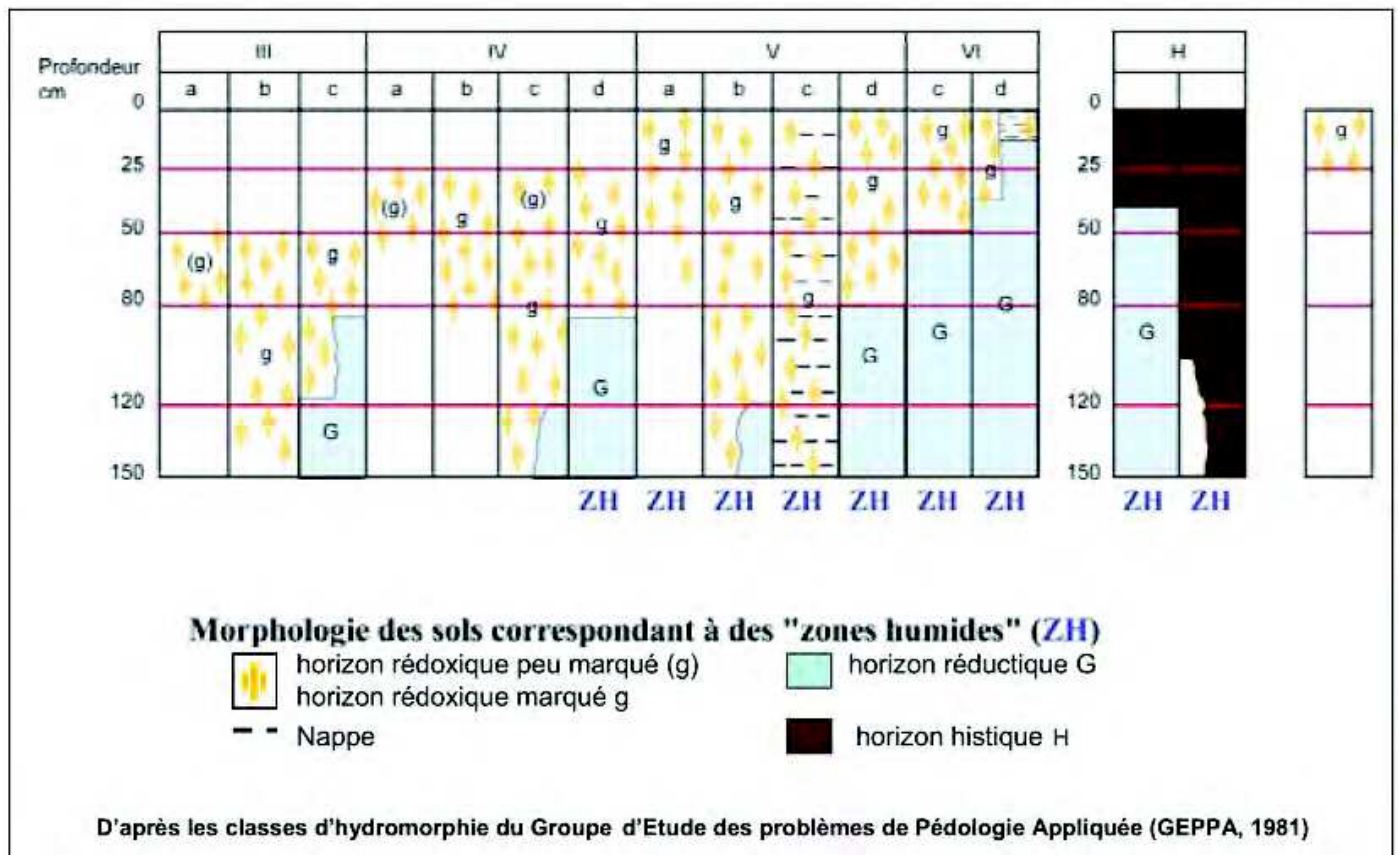 III IV V VI H
Profondeur
cm
a b c a b c d a b c d c d
0 0
g g g g g g
25 25
(g) g (g) g g g g
50 50
(g) g
80 g g G 80
g G G G G
120 G 120
150 150
ZH ZH ZH ZH ZH ZH ZH ZH ZH
Morphologie des sols correspondant à des "zones humides" (ZH)
horizon rédoxique peu marqué (g)
horizon rédoxique marqué g
Nappe
horizon réductique G
horizon histique H
D'après les classes d'hydromorphie du Groupe d'Etude des problèmes de Pédologie Appliquée (GEPPA, 1981)